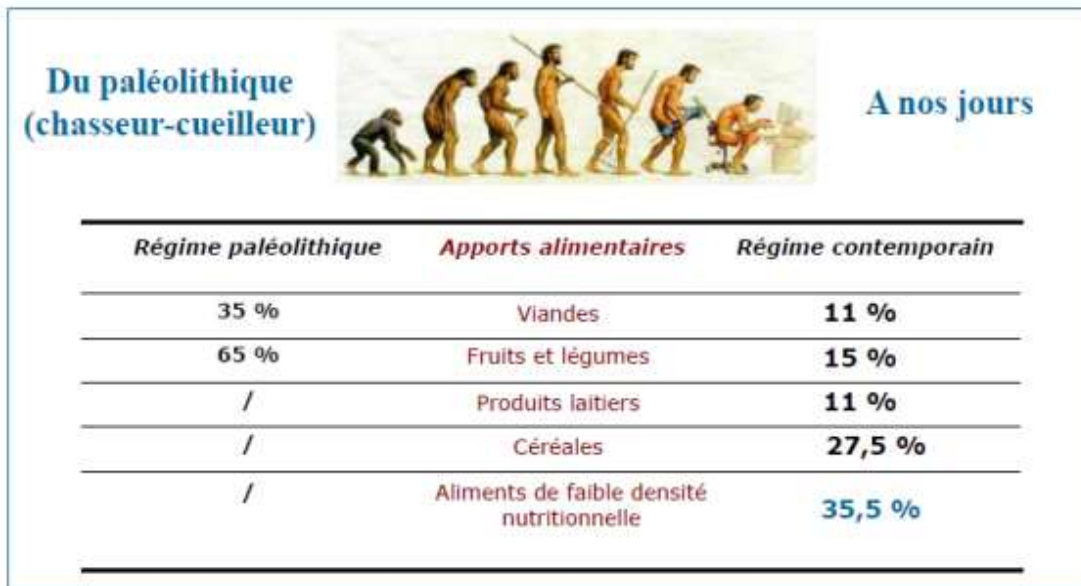 Du paléolithique
(chasseur-cueilleur)
A nos jours
Régime paléolithique Apports alimentaires Régime contemporain
35 % Viandes 11 %
65 % Fruits et légumes 15 %
/ Produits laitiers 11 %
/ Céréales 27,5 %
/ Aliments de faible densité
nutritionnelle 35,5 %